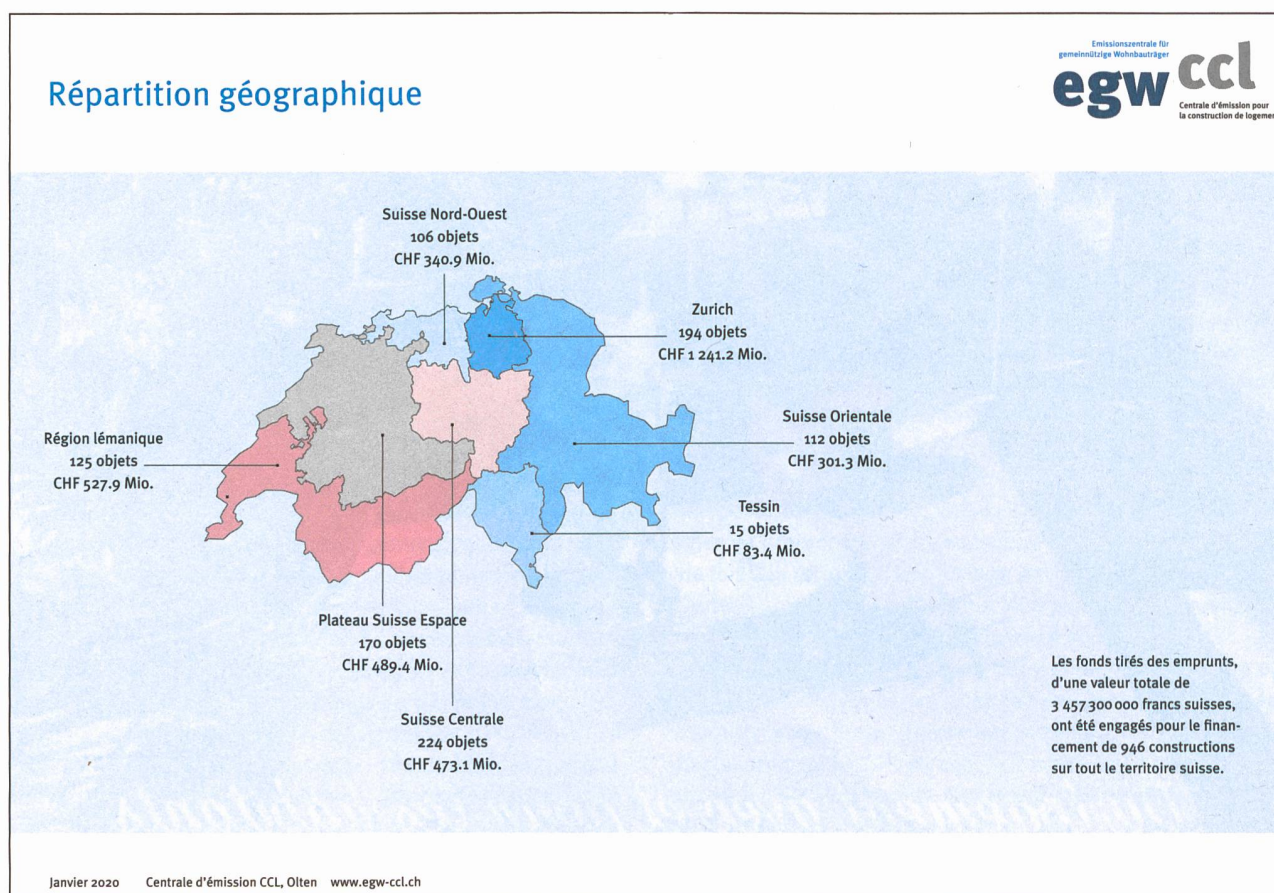 Répartition géographique
Emissionszentrale für
gemeinnützige Wohnbauträger
egw ccl
Centrale d'émission pour
la construction de logemen
Suisse Nord-Ouest
106 objets
CHF 340.9 Mio.
Zurich
194 objets
CHF 1 241.2 Mio.
Suisse Orientale
112 objets
CHF 301.3 Mio.
Région lémanique
125 objets
CHF 527.9 Mio.
Tessin
15 objets
CHF 83.4 Mio.
Plateau Suisse Espace
170 objets
CHF 489.4 Mio.
Suisse Centrale
224 objets
CHF 473.1 Mio.
Les fonds tirés des emprunts,
d'une valeur totale de
3 457 300 000 francs suisses,
ont été engagés pour le finan-
cement de 946 constructions
sur tout le territoire suisse.
Janvier 2020 Centrale d'émission CCL, Olten www.egw-ccl.ch